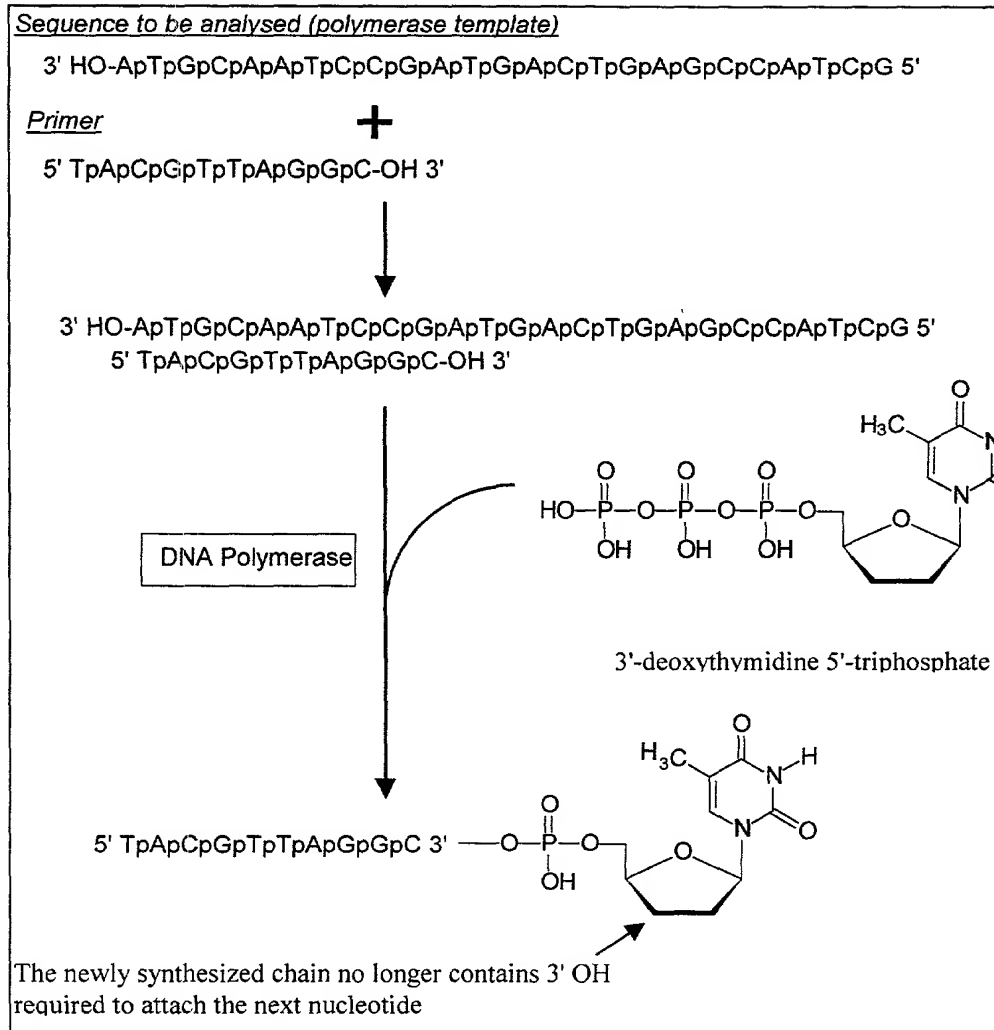 Sequence to be analysed (polymerase template)
3' HO-ApTpGpCpApApTpCpCpGpApTpGpApCpTpGpApGpCpCpApTpCpG 5'
Primer
+
5' TpApCpGpTpTpApGpGpC-OH 3'
3' HO-ApTpGpCpApApTpCpCpGpApTpGpApCpTpGpApGpCpCpApTpCpG 5'
5' TpApCpGpTpTpApGpGpC-OH 3'
O
H₃C
N
O O O
HO-P-O-P-O-P-O
O
N
OH OH OH
DNA Polymerase
3'-deoxythymidine 5'-triphosphate
O
H₃C
N-H
O
N
O
5' TpApCpGpTpTpApGpGpC 3' -O-P-O
O
OH
The newly synthesized chain no longer contains 3' OH
required to attach the next nucleotide